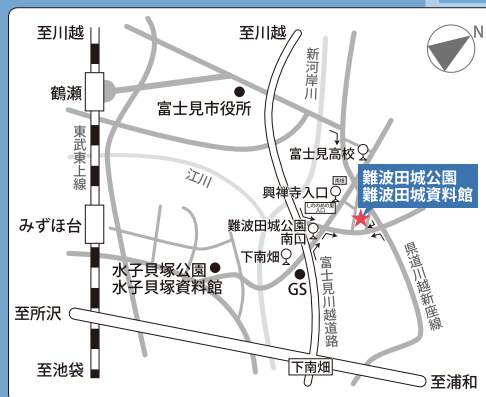 至川越
至川越
N
新河岸川
鶴瀬
富士見市役所
東武東上線
富士見高校
江川
興禅寺入口
難波田城公園
難波田城資料館
みずほ台
難波田城公園
南口
下南畑
水子貝塚公園
水子貝塚資料館
GS
富士見川越道路
県道川越新座線
至所沢
下南畑
至池袋
至浦和